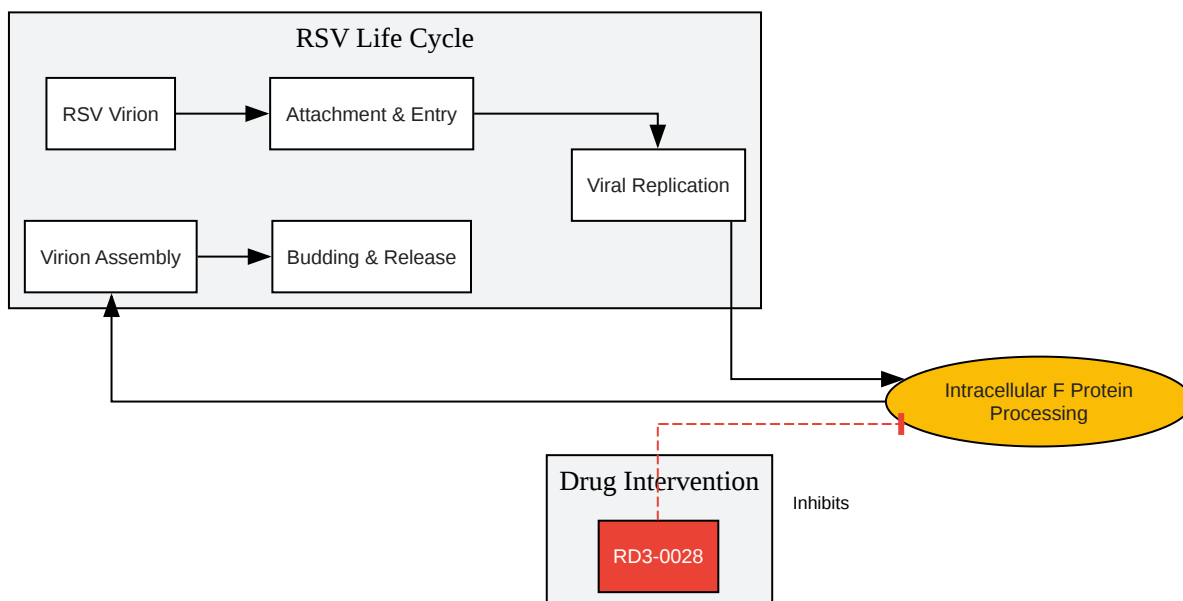 RSV Life Cycle
RSV Virion
Attachment & Entry
Viral Replication
Virion Assembly
Budding & Release
Intracellular F Protein
Processing
Drug Intervention
Inhibits
RD3-0028